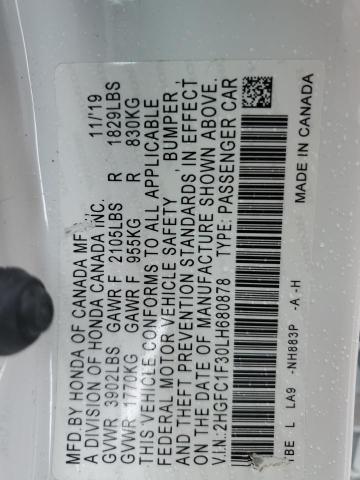 MFD. BY HONDA OF CANADA MF 11/19
A DIVISION OF HONDA CANADA INC.
GVWR 3902LBS GAWR F 2105LBS R 1829LBS
GVWR 1770KG GAWR F 955KG R 830KG
THIS VEHICLE CONFORMS TO ALL APPLICABLE
FEDERAL MOTOR VEHICLE SAFETY, BUMPER,
AND THEFT PREVENTION STANDARDS IN EFFECT
ON THE DATE OF MANUFACTURE SHOWN ABOVE.
V.I.N.: 2HGFC1F30LH680878 TYPE: PASSENGER CAR
TBE L LA9 -NH883P -A -H
MADE IN CANADA